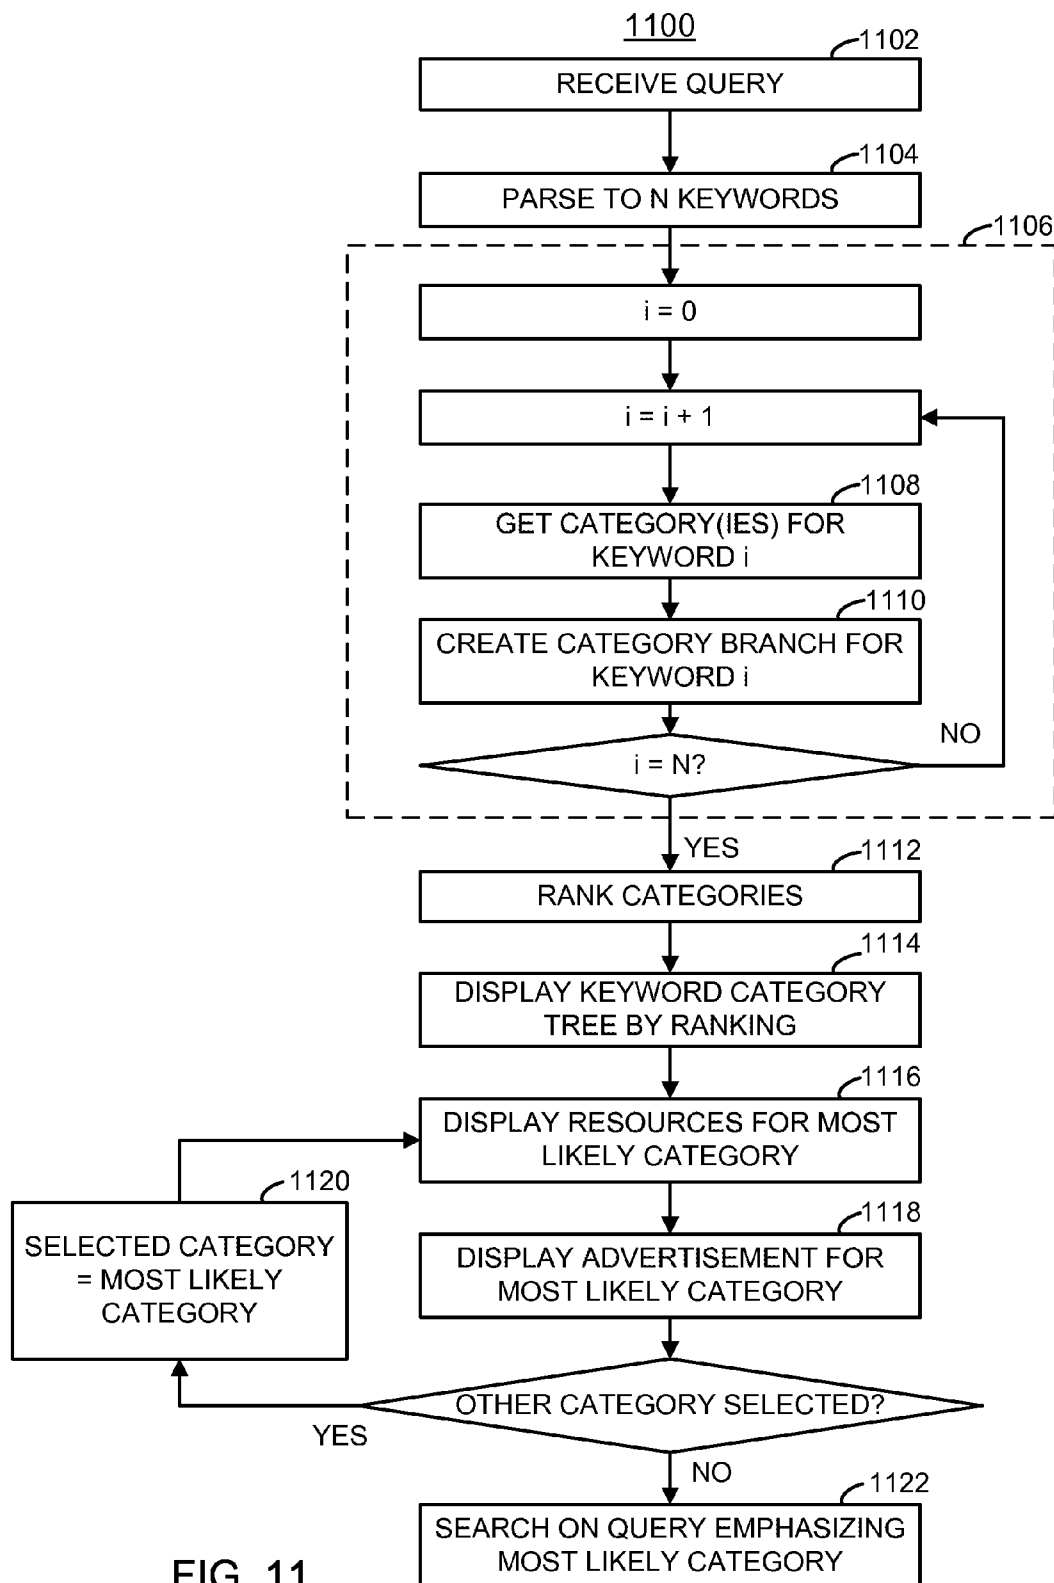 1100
1102
RECEIVE QUERY
1104
PARSE TO N KEYWORDS
1106
i = 0
i = i + 1
1108
GET CATEGORY(IES) FOR
KEYWORD i
1110
CREATE CATEGORY BRANCH FOR
KEYWORD i
NO
i = N?
YES
1112
RANK CATEGORIES
1114
DISPLAY KEYWORD CATEGORY
TREE BY RANKING
1116
DISPLAY RESOURCES FOR MOST
LIKELY CATEGORY
1120
SELECTED CATEGORY
= MOST LIKELY
CATEGORY
1118
DISPLAY ADVERTISEMENT FOR
MOST LIKELY CATEGORY
OTHER CATEGORY SELECTED?
YES
NO
1122
SEARCH ON QUERY EMPHASIZING
MOST LIKELY CATEGORY
FIG. 11